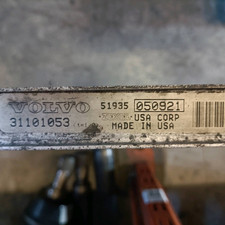 VOLVO 51935 050921
31101053 USA CORP
MADE IN USA